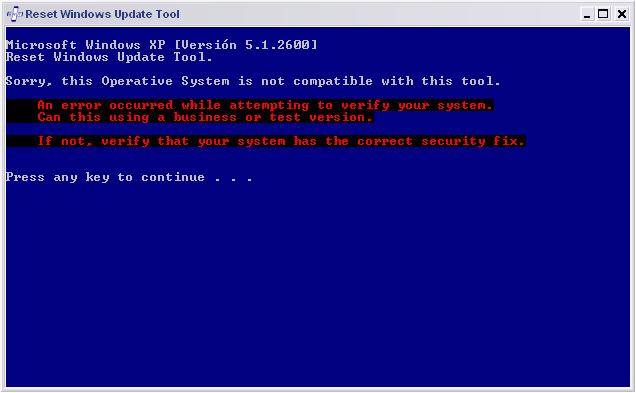 Reset Windows Update Tool
Microsoft Windows XP [Versión 5.1.2600]
Reset Windows Update Tool.
Sorry, this Operative System is not compatible with this tool.
An error occurred while attempting to verify your system.
Can this using a business or test version.
If not, verify that your system has the correct security fix.
Press any key to continue . . .